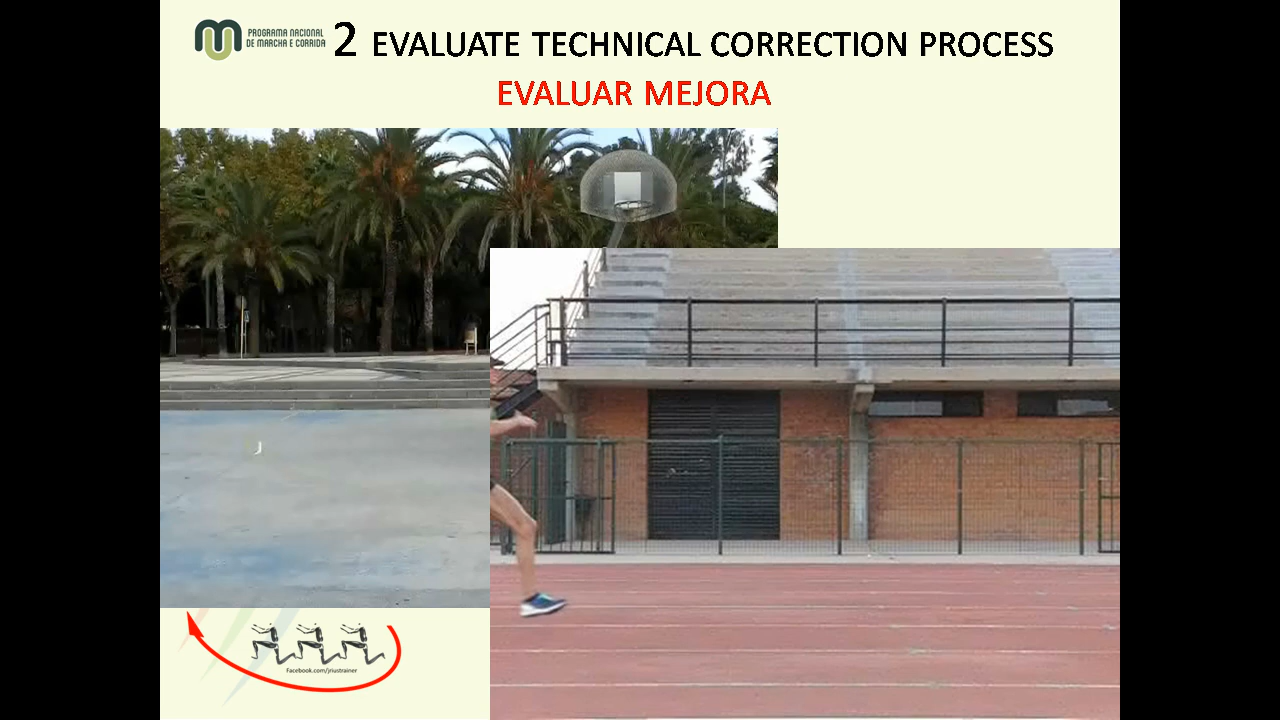 PROGRAMA NACIONAL
DE MARCHA E CORRIDA
2 EVALUATE TECHNICAL CORRECTION PROCESS
EVALUAR MEJORA
Facebook.com/jriustrainer